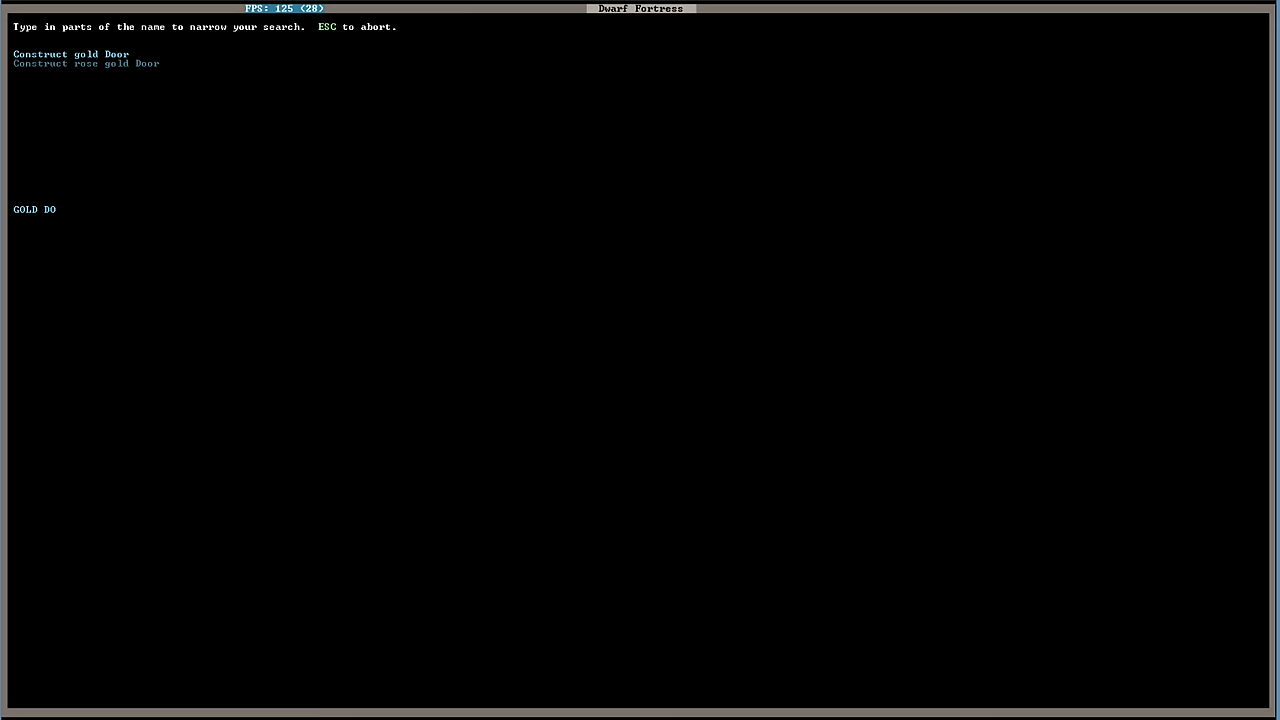 FPS: 125 (28) Dwarf Fortress
Type in parts of the name to narrow your search. ESC to abort.
Construct gold Door
Construct rose gold Door
GOLD DO